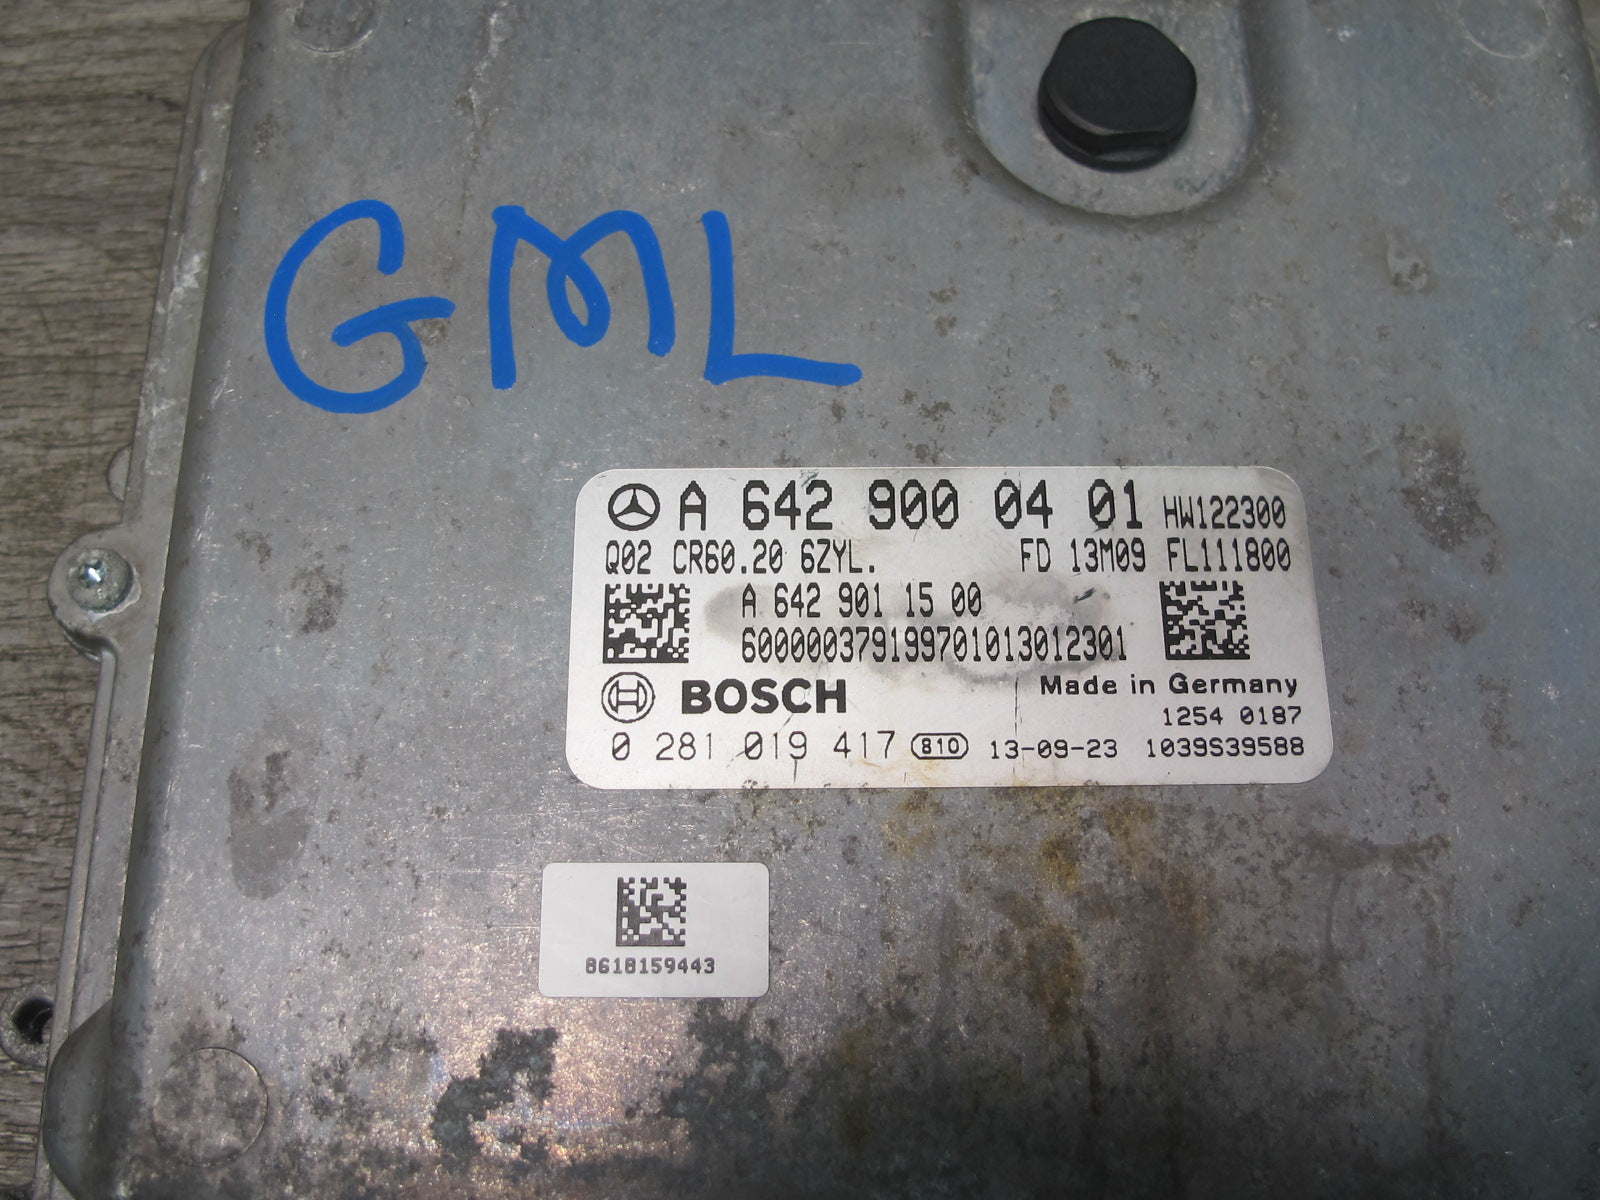 GML
A 642 900 04 01 HW122300
Q02 CR60.20 6ZYL. FD 13M09 FL111800
A 642 901 15 00
600000379199701013012301
BOSCH Made in Germany
1254 0187
0 281 019 417 810 13-09-23 1039S39588
8618159443